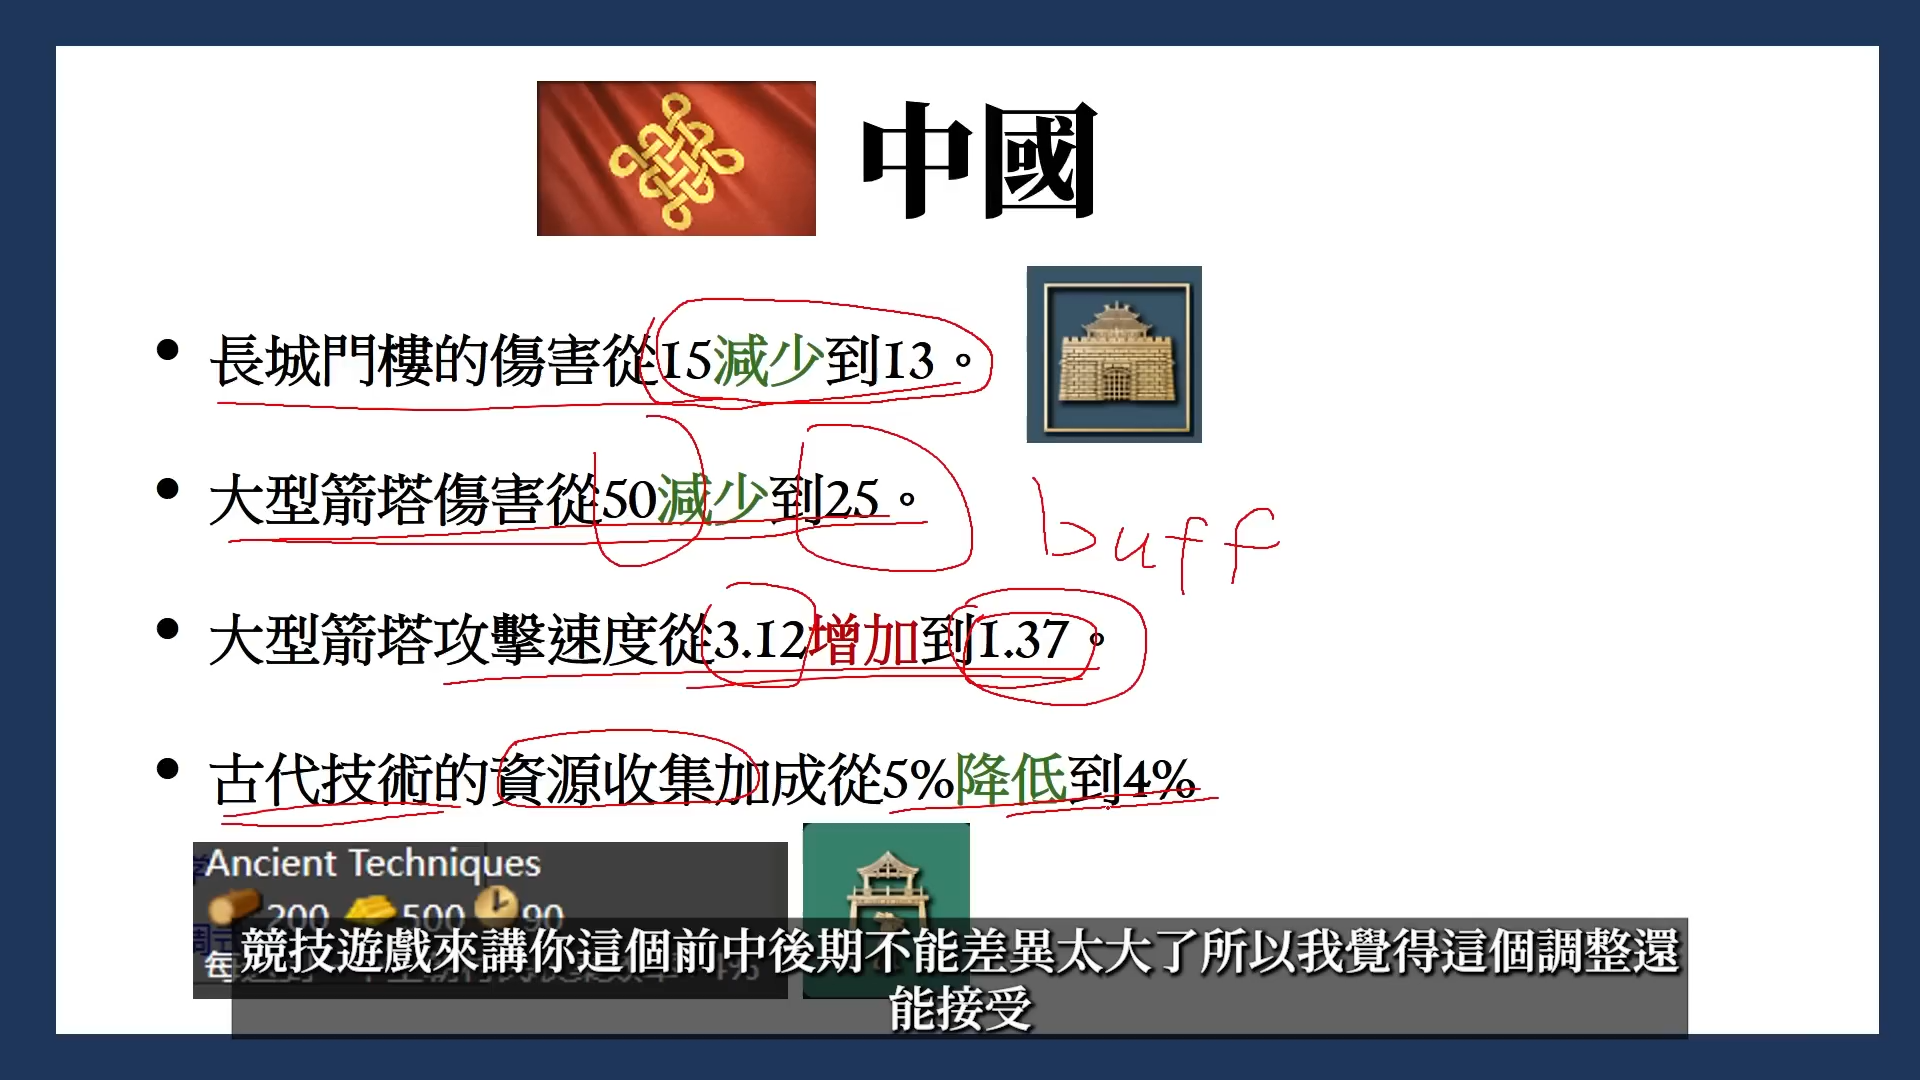 中國
長城門樓的傷害從15減少到13。
大型箭塔傷害從50減少到25。
buff
大型箭塔攻擊速度從3.12增加到1.37。
古代技術的資源收集加成從5%降低到4%
Ancient Techniques
200 500 90
競技遊戲來講你這個前中後期不能差異太大了所以我覺得這個調整還
能接受